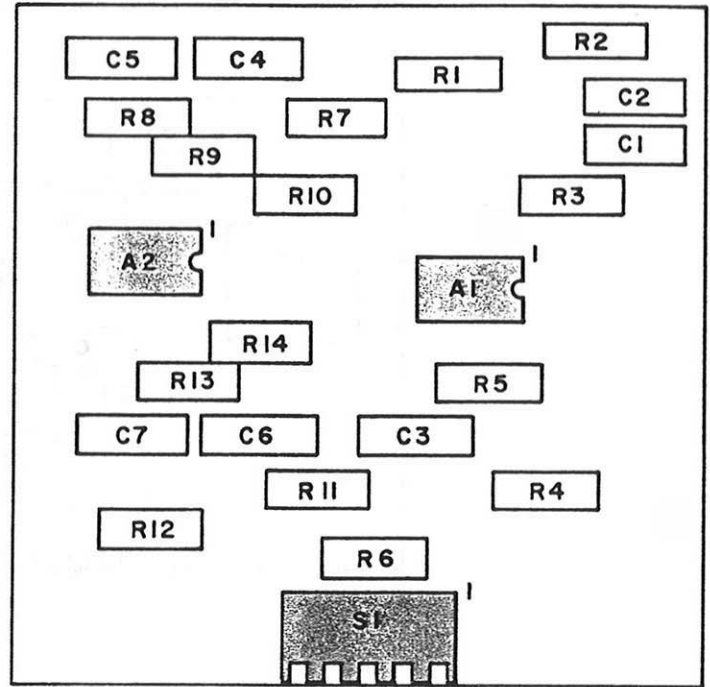 R2
C5 C4
R1
C2
R8 R7
C1
R9
R10 R3
1
A2
1
A1
R14
R13 R5
C7 C6 C3
R11 R4
R12
R6
1
S1